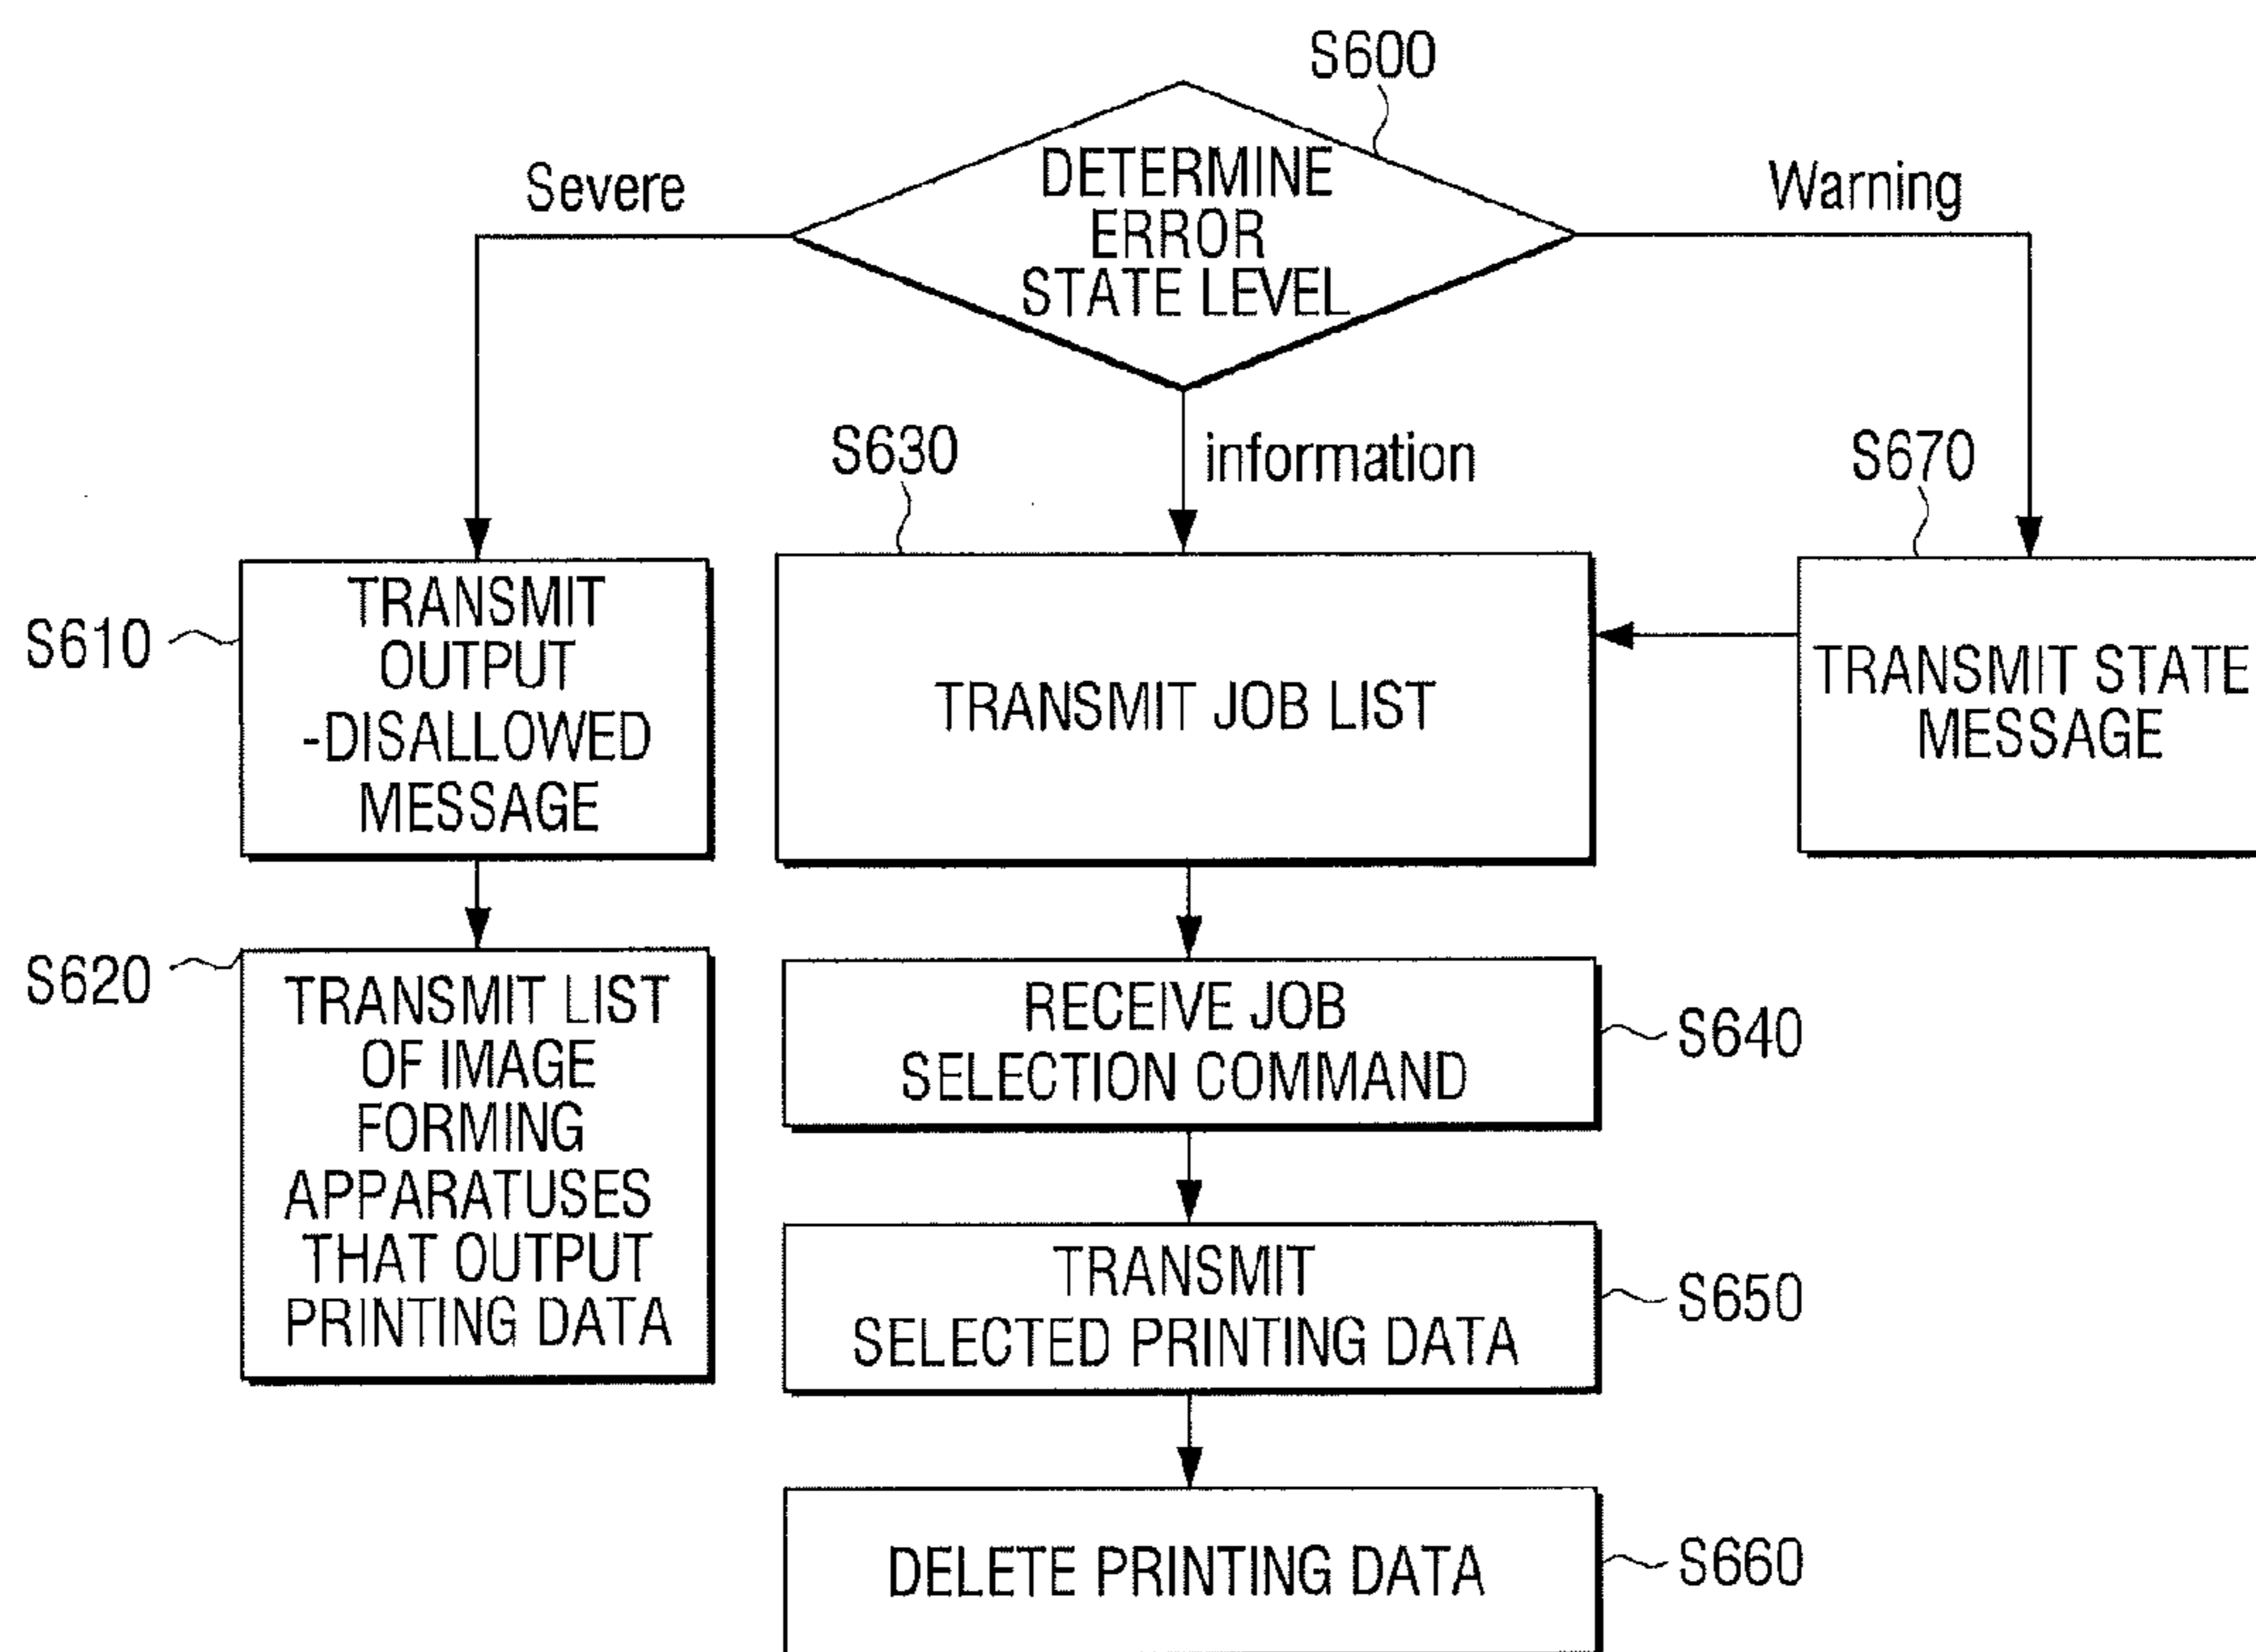 S600
DETERMINE
ERROR
STATE LEVEL
Severe
Warning
information
S610
TRANSMIT
OUTPUT
-DISALLOWED
MESSAGE
S630
TRANSMIT JOB LIST
S670
TRANSMIT STATE
MESSAGE
S620
TRANSMIT LIST
OF IMAGE
FORMING
APPARATUSES
THAT OUTPUT
PRINTING DATA
RECEIVE JOB
SELECTION COMMAND
S640
TRANSMIT
SELECTED PRINTING DATA
S650
DELETE PRINTING DATA
S660